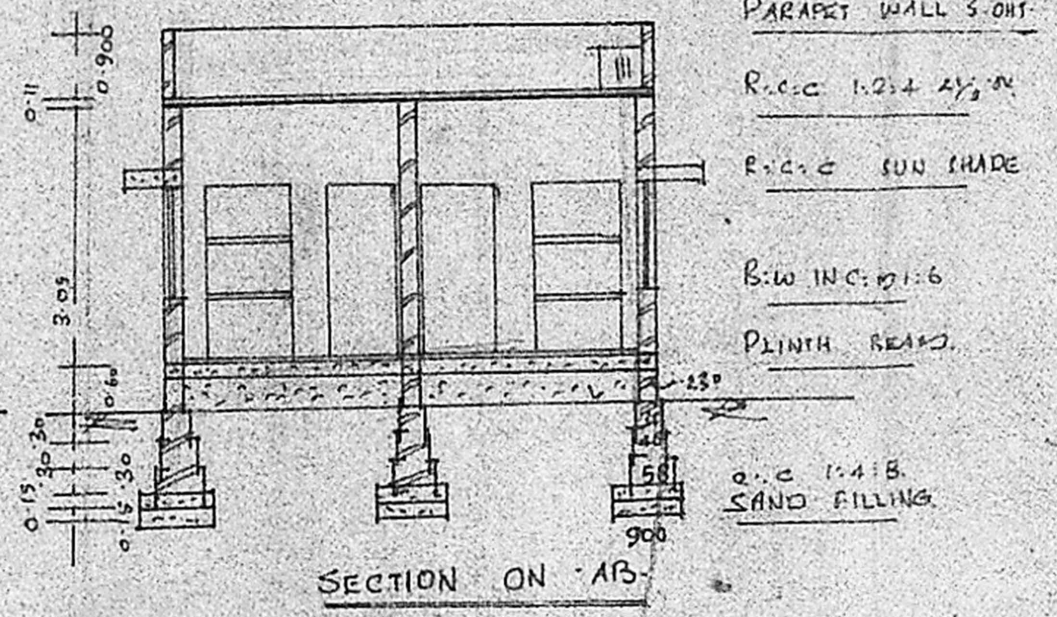 PARAPET WALL S.OHT.
R.C.C 1:2:4
R.C.C SUN SHADE
B:W IN C:M 1:6
PLINTH BEAM.
1:4:8.
SAND FILLING
0.900
0.11
3.05
0.60
.30
.30
.30
0.15
0.15
230
58
900
SECTION ON AB-